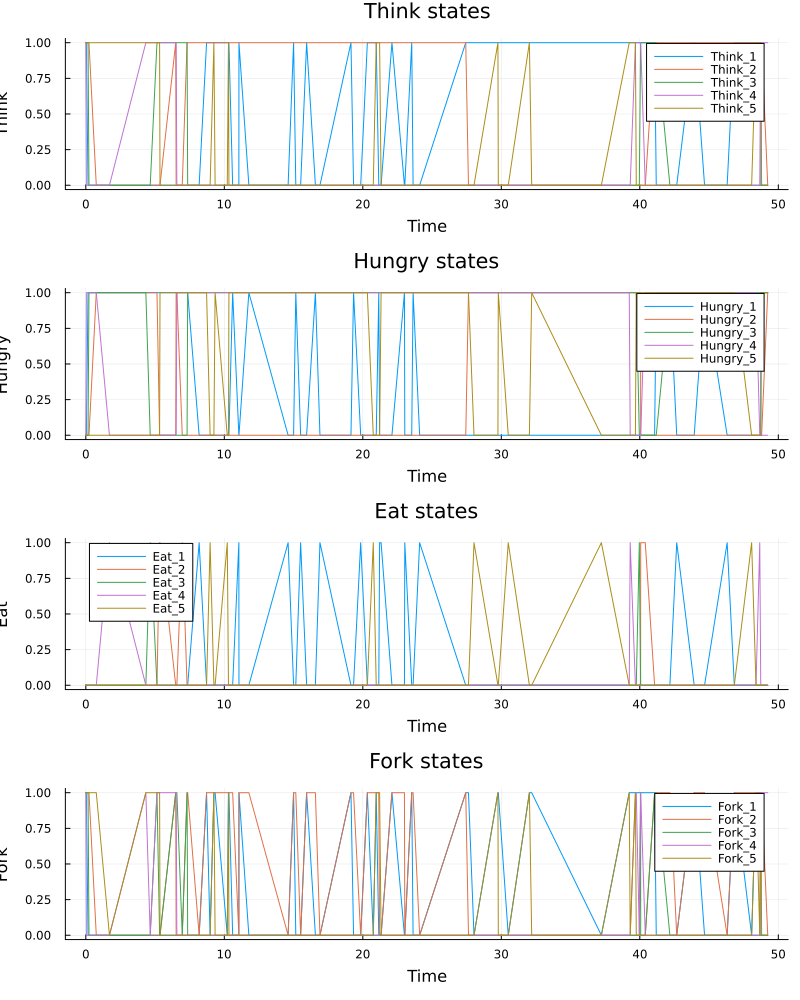 Think states
1.00
0.75
0.50
0.25
0.00
Think
Think_1
Think_2
Think_3
Think_4
Think_5
0 10 20 30 40 50
Time
Hungry states
1.00
0.75
0.50
0.25
0.00
Hungry
Hungry_1
Hungry_2
Hungry_3
Hungry_4
Hungry_5
0 10 20 30 40 50
Time
Eat states
1.00
0.75
0.50
0.25
0.00
Eat
Eat_1
Eat_2
Eat_3
Eat_4
Eat_5
0 10 20 30 40 50
Time
Fork states
1.00
0.75
0.50
0.25
0.00
Fork
Fork_1
Fork_2
Fork_3
Fork_4
Fork_5
0 10 20 30 40 50
Time